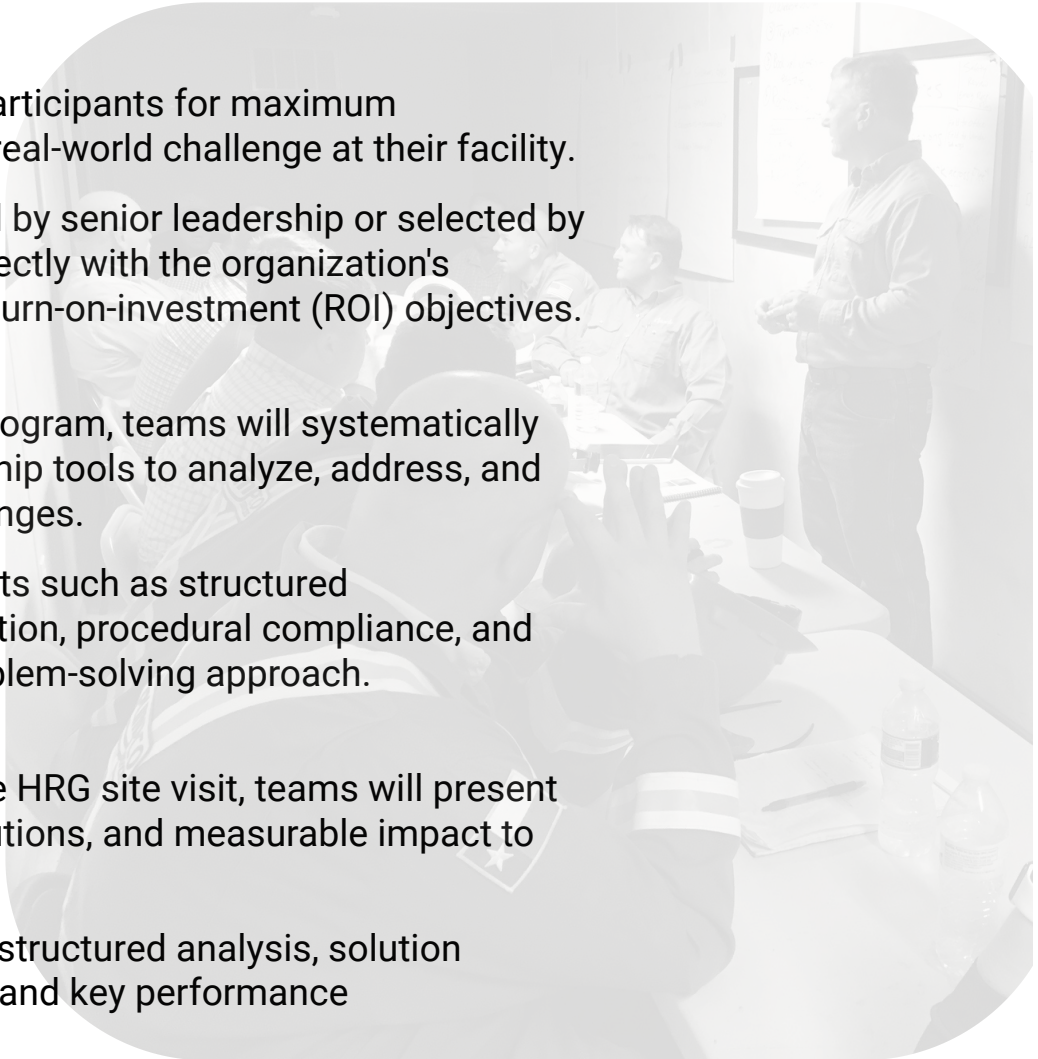 articipants for maximum
real-world challenge at their facility.
by senior leadership or selected by
ectly with the organization's
urn-on-investment (ROI) objectives.
ogram, teams will systematically
hip tools to analyze, address, and
nges.
ts such as structured
tion, procedural compliance, and
blem-solving approach.
e HRG site visit, teams will present
utions, and measurable impact to
structured analysis, solution
and key performance